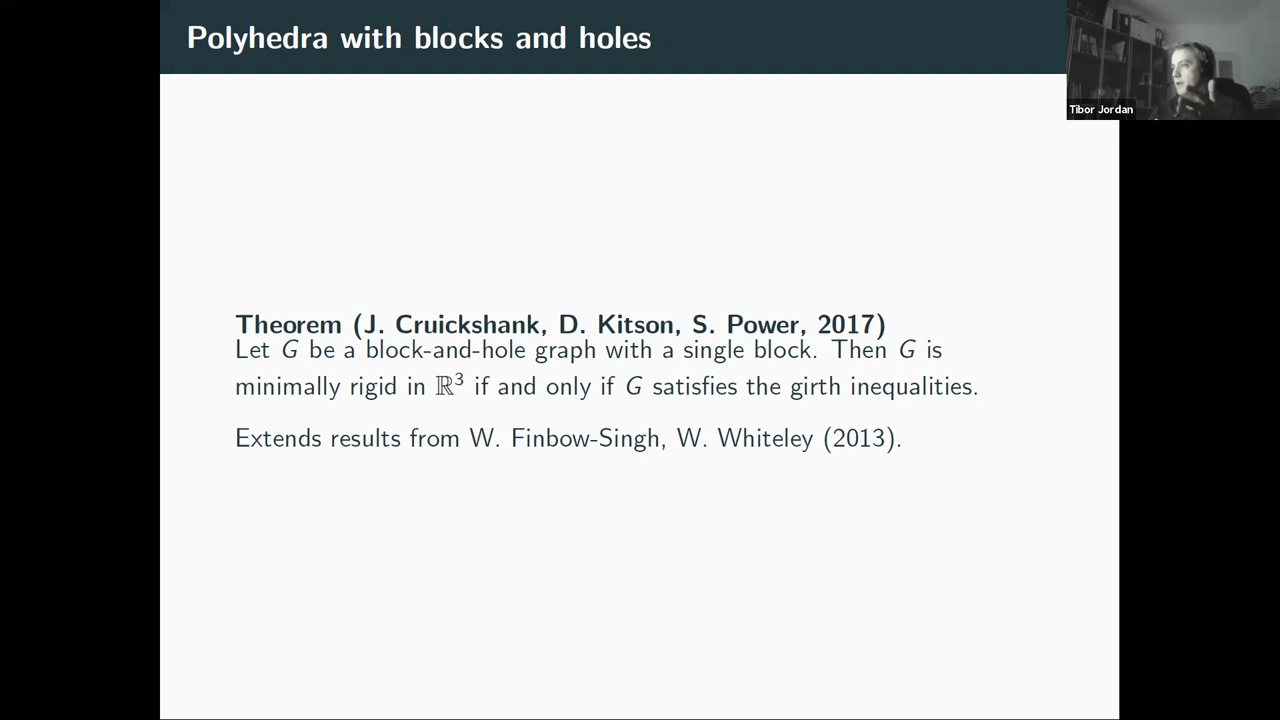 Polyhedra with blocks and holes
Tibor Jordan
Theorem (J. Cruickshank, D. Kitson, S. Power, 2017)
Let G be a block-and-hole graph with a single block. Then G is
minimally rigid in ℝ³ if and only if G satisfies the girth inequalities.
Extends results from W. Finbow-Singh, W. Whiteley (2013).